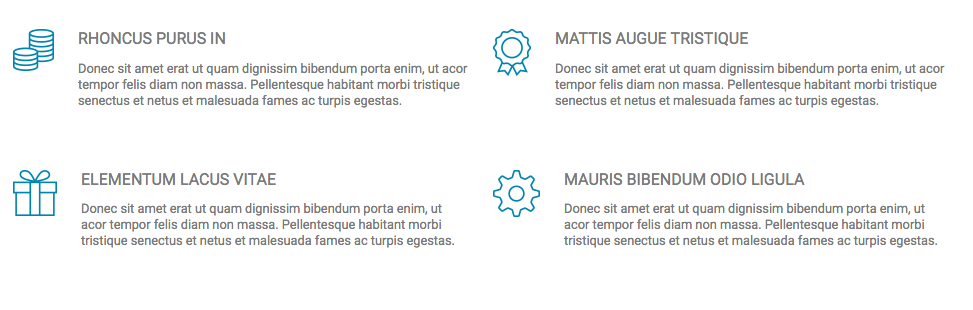 RHONCUS PURUS IN
Donec sit amet erat ut quam dignissim bibendum porta enim, ut acor
tempor felis diam non massa. Pellentesque habitant morbi tristique
senectus et netus et malesuada fames ac turpis egestas.
MATTIS AUGUE TRISTIQUE
Donec sit amet erat ut quam dignissim bibendum porta enim, ut acor
tempor felis diam non massa. Pellentesque habitant morbi tristique
senectus et netus et malesuada fames ac turpis egestas.
ELEMENTUM LACUS VITAE
Donec sit amet erat ut quam dignissim bibendum porta enim, ut
acor tempor felis diam non massa. Pellentesque habitant morbi
tristique senectus et netus et malesuada fames ac turpis egestas.
MAURIS BIBENDUM ODIO LIGULA
Donec sit amet erat ut quam dignissim bibendum porta enim, ut
acor tempor felis diam non massa. Pellentesque habitant morbi
tristique senectus et netus et malesuada fames ac turpis egestas.